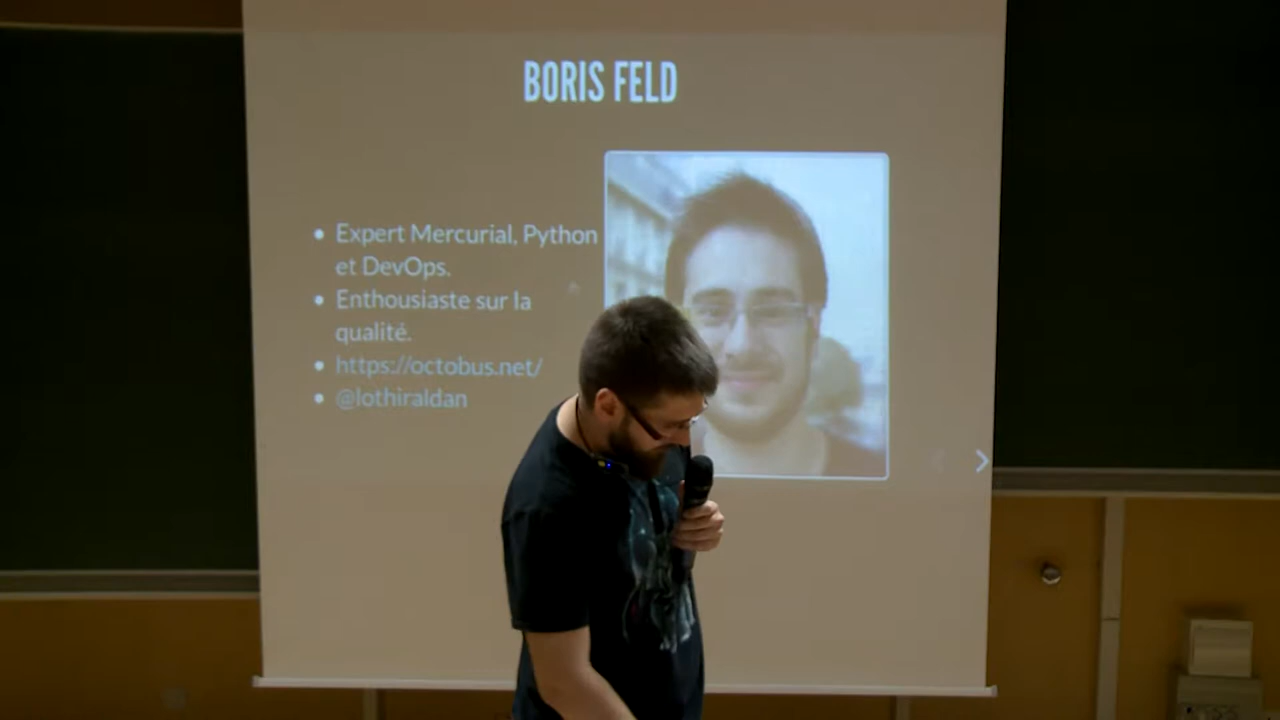 BORIS FELD
Expert Mercurial, Python
et DevOps.
Enthousiaste sur la
qualité.
https://octobus.net/
@lothiraldan